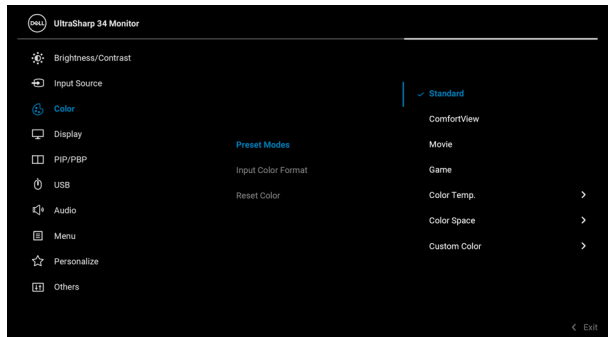 DELL UltraSharp 34 Monitor
Brightness/Contrast
Input Source
Color
Display
PIP/PBP
USB
Audio
Menu
Personalize
Others
Preset Modes
Input Color Format
Reset Color
Standard
ComfortView
Movie
Game
Color Temp.
Color Space
Custom Color
Exit